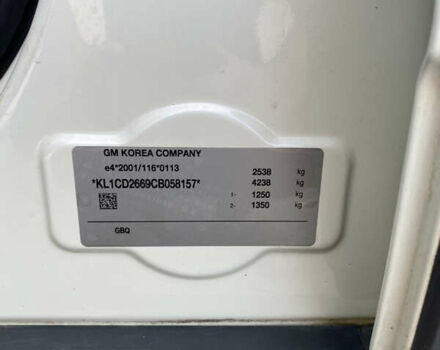 GM KOREA COMPANY
e4*2001/116*0113
2538 kg
*KL1CD2669CB058157* 4238 kg
1- 1250 kg
2- 1350 kg
GBQ